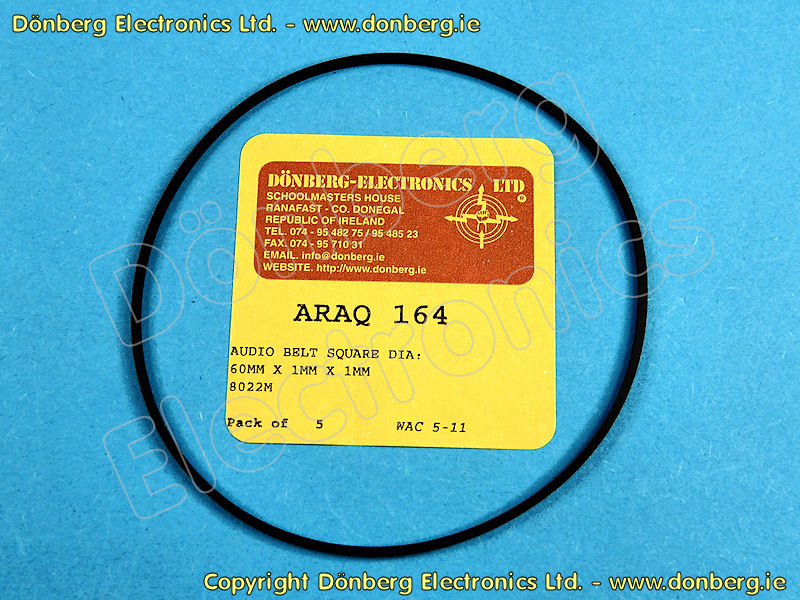 Dönberg Electronics Ltd. - www.donberg.ie
DÖNBERG-ELECTRONICS LTD
SCHOOLMASTERS HOUSE
RANAFAST - CO. DONEGAL
REPUBLIC OF IRELAND
TEL. 074 - 95 482 75 / 95 485 23
FAX. 074 - 95 710 31
EMAIL. info@donberg.ie
WEBSITE. http://www.donberg.ie
®
ARAQ 164
AUDIO BELT SQUARE DIA:
60MM X 1MM X 1MM
8022M
Pack of 5 WAC 5-11
Dönberg
Electronics
Copyright Dönberg Electronics Ltd. - www.donberg.ie